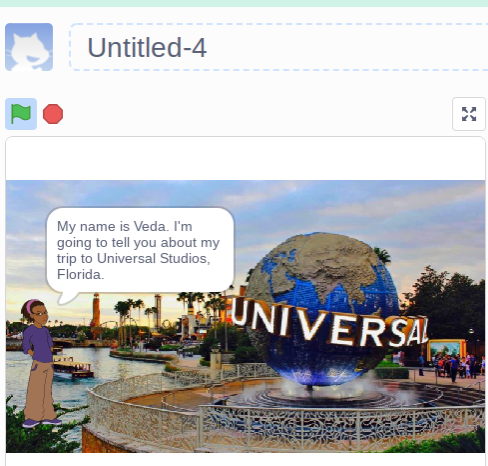 Untitled-4
My name is Veda. I'm
going to tell you about my
trip to Universal Studios,
Florida.
UNIVERSAL